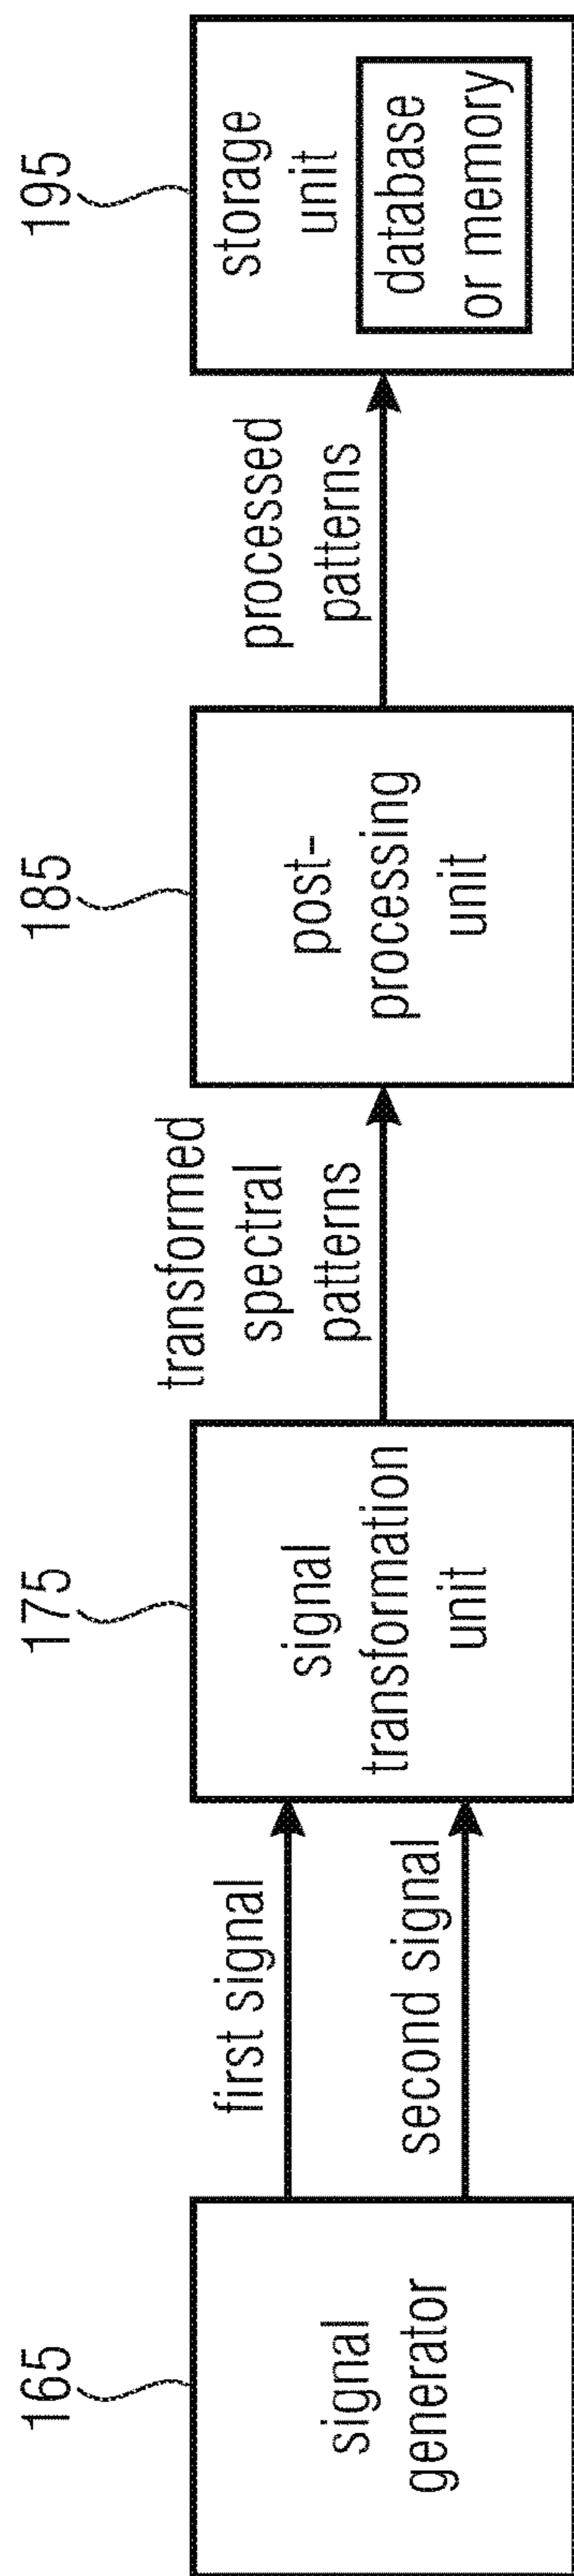 165
signal
generator
first signal
second signal
175
signal
transformation
unit
transformed
spectral
patterns
185
post-
processing
unit
processed
patterns
195
storage
unit
database
or memory